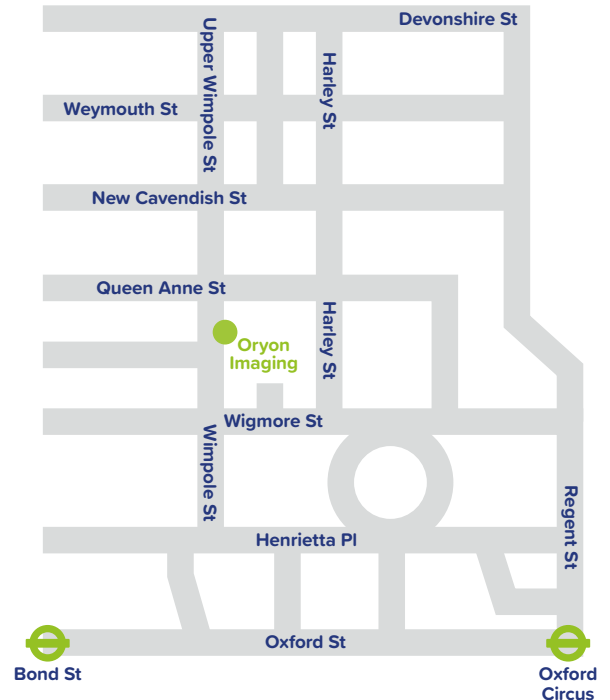 Devonshire St
Upper Wimpole St
Harley St
Weymouth St
New Cavendish St
Queen Anne St
Harley St
Oryon
Imaging
Wigmore St
Wimpole St
Regent St
Henrietta Pl
Oxford St
Bond St
Oxford
Circus